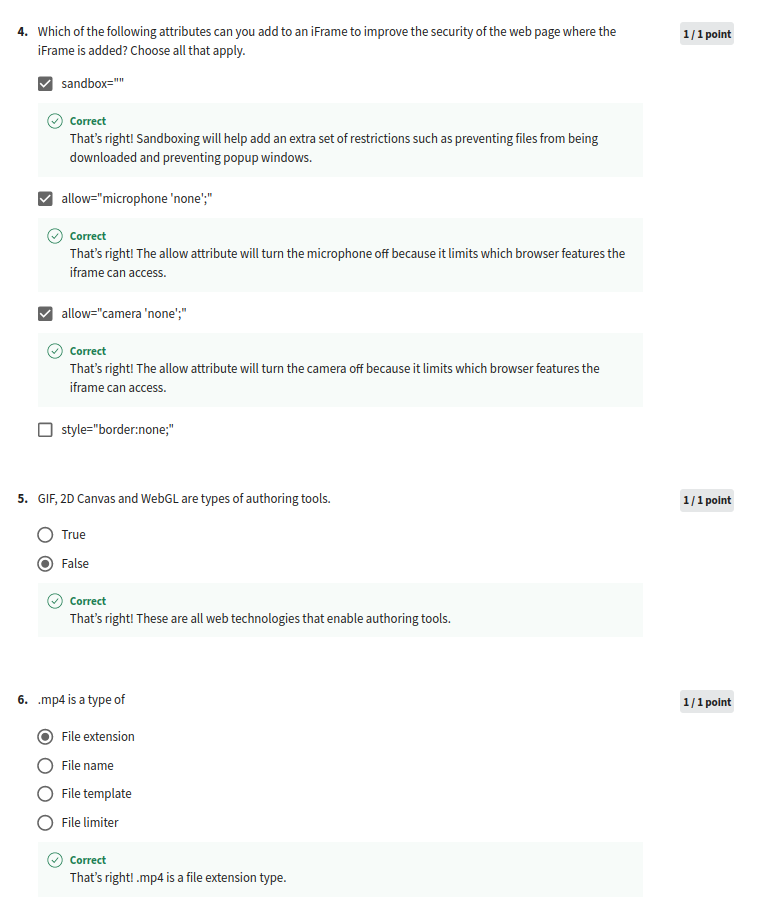 4. Which of the following attributes can you add to an iFrame to improve the security of the web page where the
iFrame is added? Choose all that apply.
1 / 1 point
sandbox=""
Correct
That's right! Sandboxing will help add an extra set of restrictions such as preventing files from being
downloaded and preventing popup windows.
allow="microphone 'none';"
Correct
That's right! The allow attribute will turn the microphone off because it limits which browser features the
iframe can access.
allow="camera 'none';"
Correct
That's right! The allow attribute will turn the camera off because it limits which browser features the
iframe can access.
style="border:none;"
5. GIF, 2D Canvas and WebGL are types of authoring tools.
1 / 1 point
True
False
Correct
That's right! These are all web technologies that enable authoring tools.
6. .mp4 is a type of
1 / 1 point
File extension
File name
File template
File limiter
Correct
That's right! .mp4 is a file extension type.